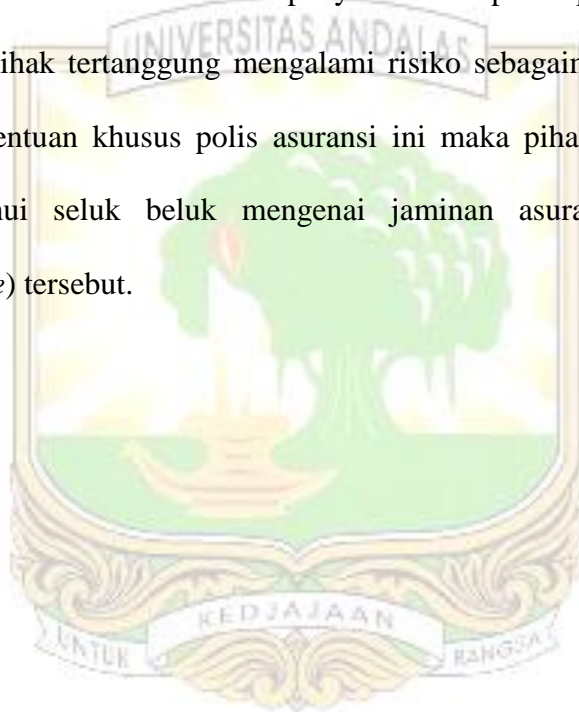 UNIVERSITAS ANDALAS
ihak tertanggung mengalami risiko sebagain
entuan khusus polis asuransi ini maka piha
ui seluk beluk mengenai jaminan asura
e) tersebut.
UNTUK KEDJAJAAN BANGSA